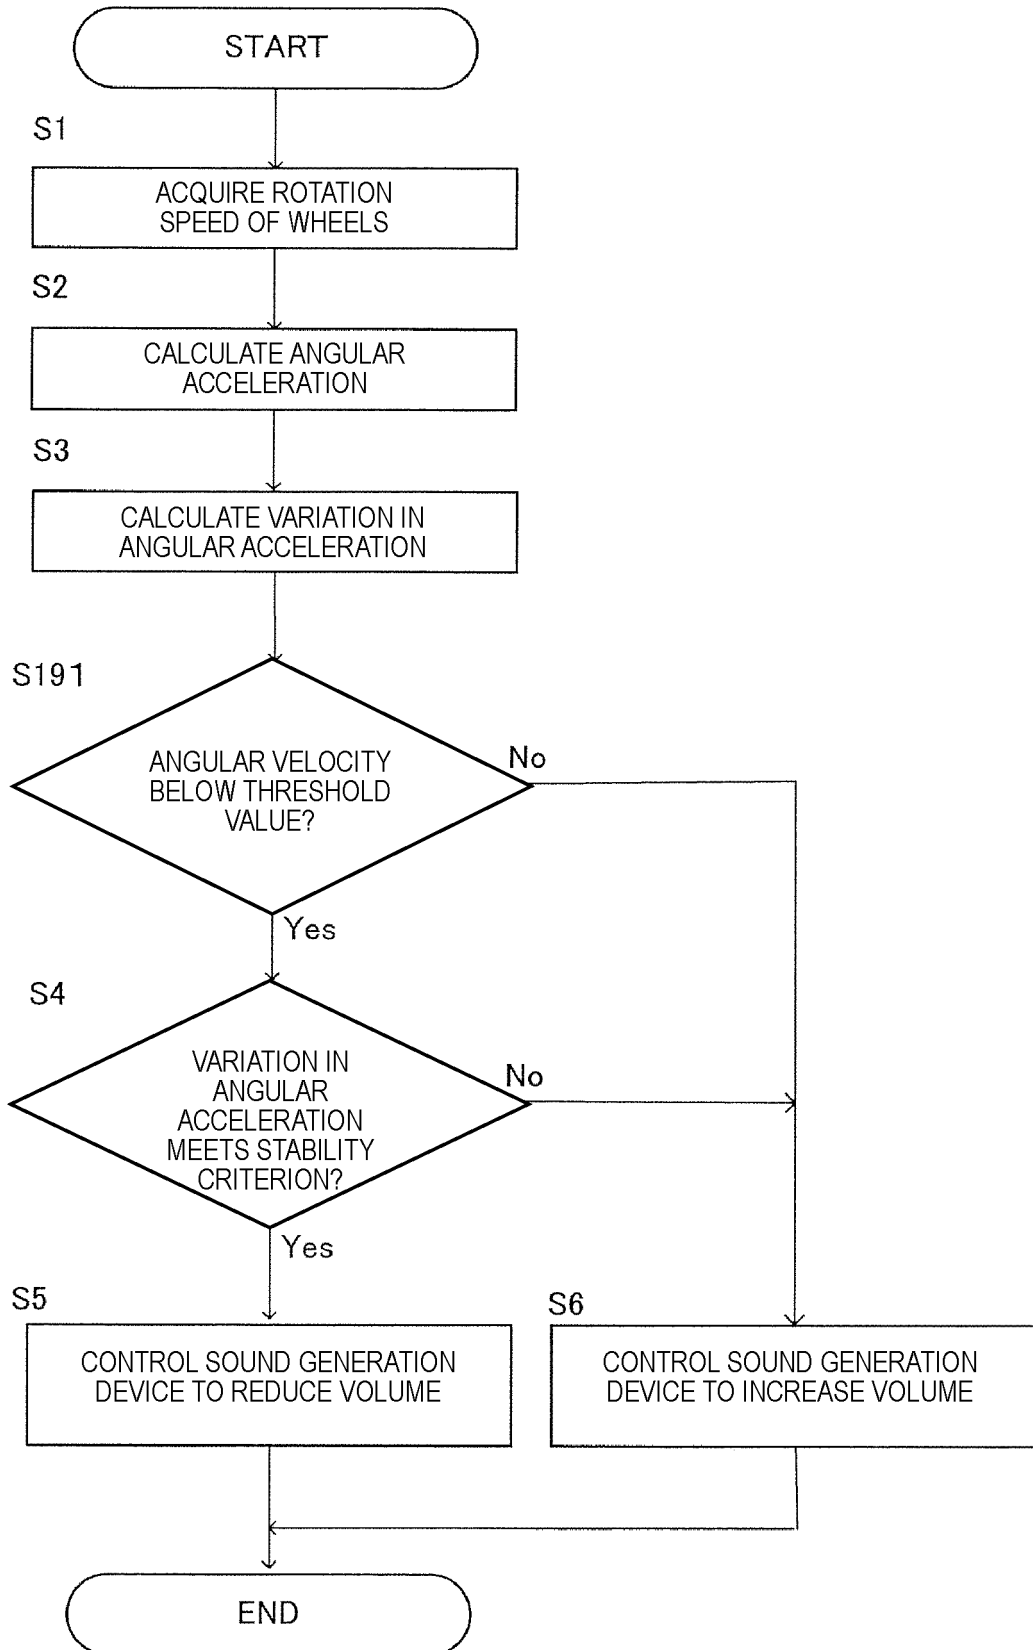 START
S1
ACQUIRE ROTATION
SPEED OF WHEELS
S2
CALCULATE ANGULAR
ACCELERATION
S3
CALCULATE VARIATION IN
ANGULAR ACCELERATION
S191
ANGULAR VELOCITY
BELOW THRESHOLD
VALUE?
No
Yes
S4
VARIATION IN
ANGULAR
ACCELERATION
MEETS STABILITY
CRITERION?
No
Yes
S5
CONTROL SOUND GENERATION
DEVICE TO REDUCE VOLUME
S6
CONTROL SOUND GENERATION
DEVICE TO INCREASE VOLUME
END